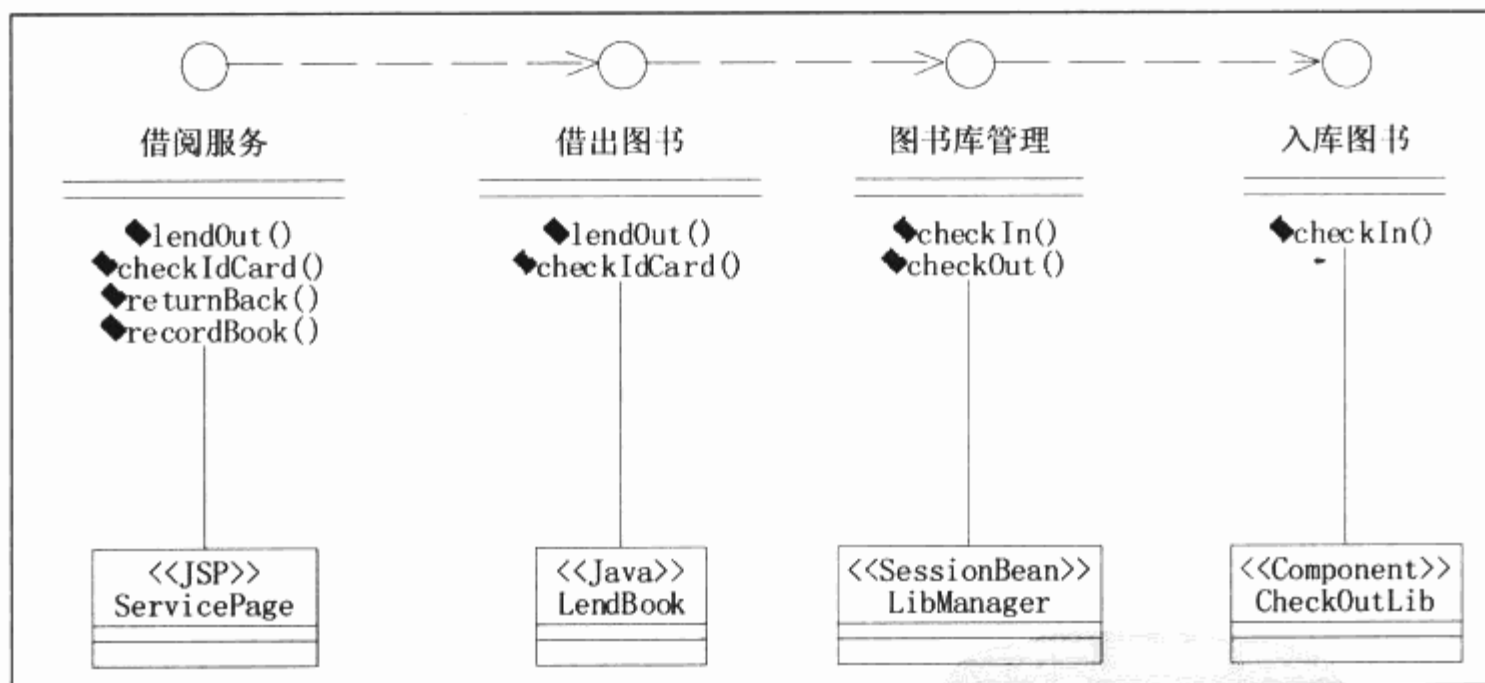 借阅服务 借出图书 图书库管理 入库图书
lendOut() lendOut() checkIn() checkIn()
checkIdCard() checkIdCard() checkOut()
returnBack()
recordBook()
<<JSP>> <<Java>> <<SessionBean>> <<Component>>
ServicePage LendBook LibManager CheckOutLib